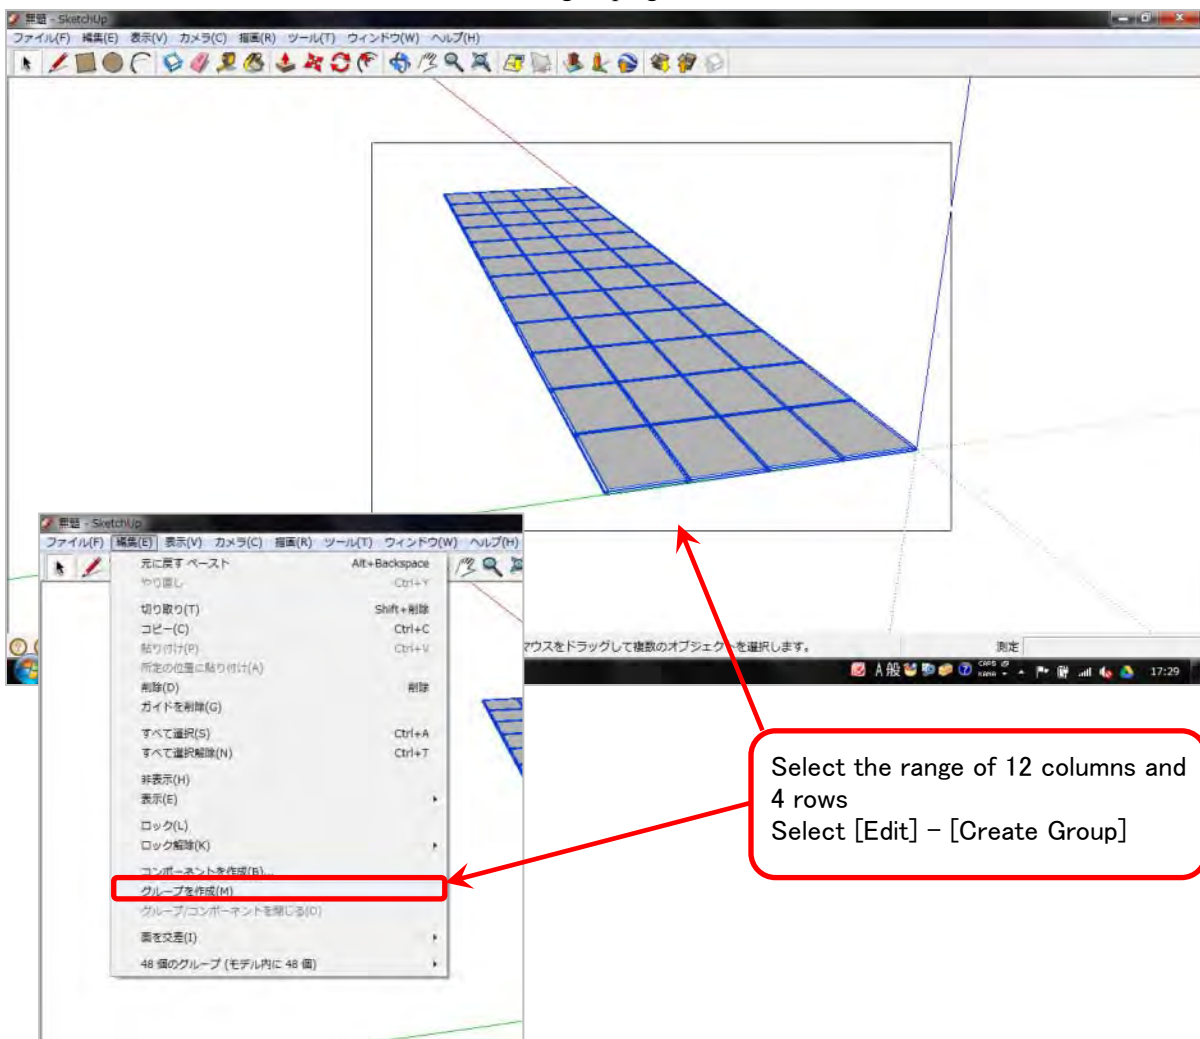 無題 - SketchUp
ファイル(F) 編集(E) 表示(V) カメラ(C) 描画(R) ツール(T) ウィンドウ(W) ヘルプ(H)
マウスをドラッグして複数のオブジェクトを選択します。 測定
A 般 CAPS KANA 17:29
無題 - SketchUp
ファイル(F) 編集(E) 表示(V) カメラ(C) 描画(R) ツール(T) ウィンドウ(W) ヘルプ(H)
元に戻す ペースト Alt+Backspace
やり直し Ctrl+Y
切り取り(T) Shift+削除
コピー(C) Ctrl+C
貼り付け(P) Ctrl+V
所定の位置に貼り付け(A)
削除(D) 削除
ガイドを削除(G)
すべて選択(S) Ctrl+A
すべて選択解除(N) Ctrl+T
非表示(H)
表示(E)
ロック(L)
ロック解除(K)
コンポーネントを作成(B)...
グループを作成(M)
グループ/コンポーネントを閉じる(O)
面を交差(I)
48 個のグループ (モデル内に 48 個)
Select the range of 12 columns and
4 rows
Select [Edit] - [Create Group]